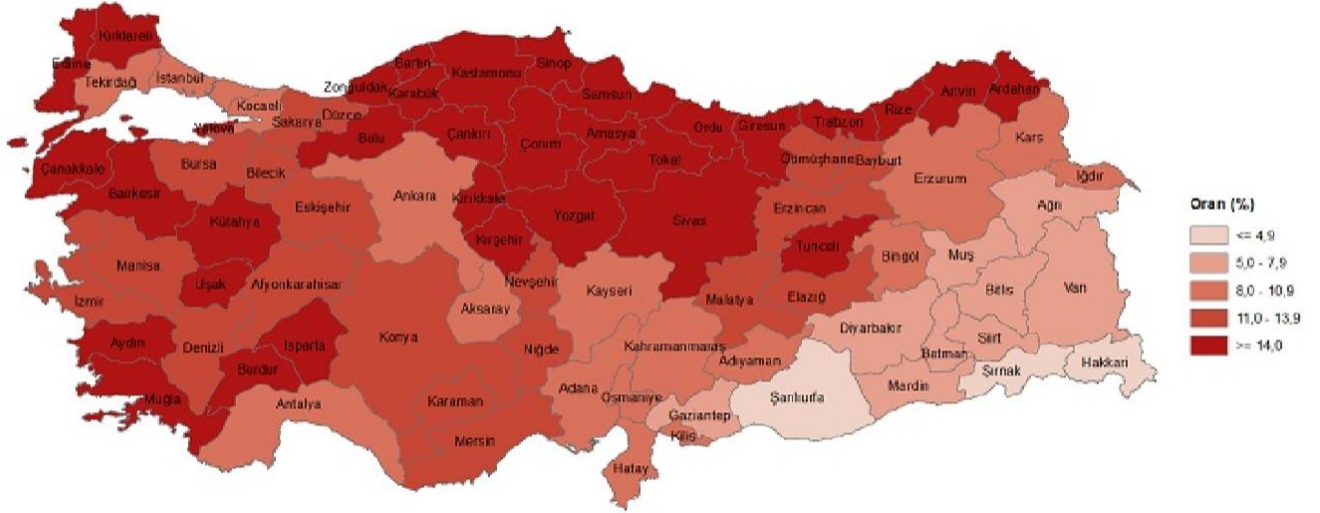 Kırklareli
Edirne
Tekirdağ
İstanbul
Kocaeli
Yalova
Sakarya
Düzce
Zonguldak
Bartın
Karabük
Kastamonu
Sinop
Samsun
Bolu
Çankırı
Çorum
Amasya
Tokat
Ordu
Giresun
Trabzon
Rize
Artvin
Ardahan
Kars
Gümüşhane
Bayburt
Erzurum
Iğdır
Ağrı
Çanakkale
Balıkesir
Bursa
Bilecik
Kütahya
Eskişehir
Ankara
Kırıkkale
Kırşehir
Yozgat
Sivas
Erzincan
Tunceli
Bingöl
Muş
Bitlis
Van
Manisa
İzmir
Uşak
Afyonkarahisar
Konya
Aksaray
Nevşehir
Kayseri
Malatya
Elazığ
Diyarbakır
Batman
Siirt
Şırnak
Hakkari
Aydın
Denizli
Isparta
Burdur
Muğla
Antalya
Karaman
Mersin
Niğde
Adana
Kahramanmaraş
Osmaniye
Adıyaman
Gaziantep
Kilis
Hatay
Şanlıurfa
Mardin
Oran (%)
<= 4,9
5,0 - 7,9
8,0 - 10,9
11,0 - 13,9
>= 14,0